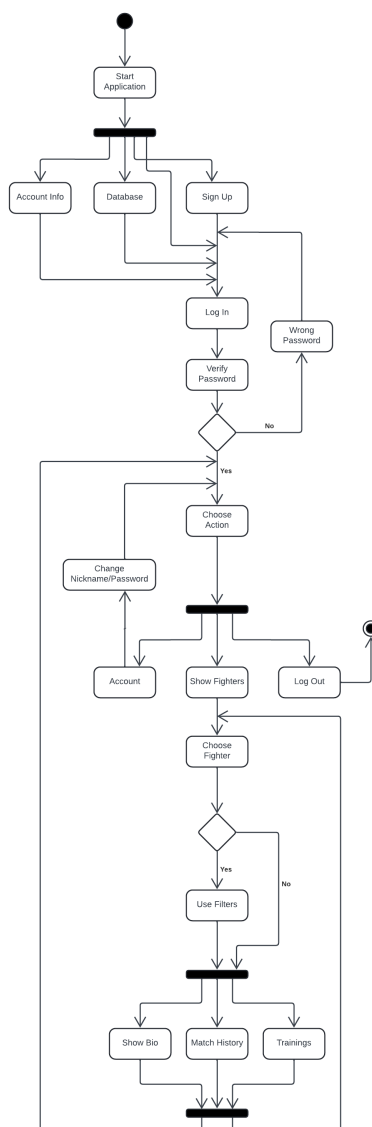 Start
Application
Account Info
Database
Sign Up
Log In
Wrong
Password
Verify
Password
No
Yes
Choose
Action
Change
Nickname/Password
Account
Show Fighters
Log Out
Choose
Fighter
Yes
No
Use Filters
Show Bio
Match History
Trainings